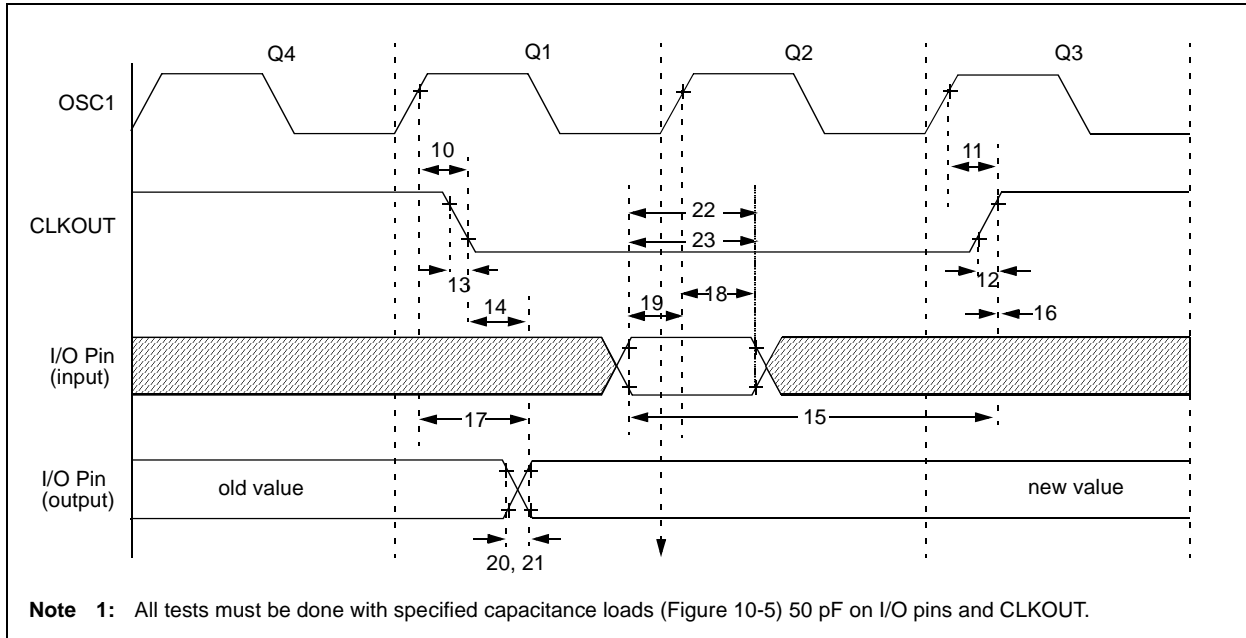 Q4 Q1 Q2 Q3
OSC1
10 11
CLKOUT
22
23
13 12
14 19 18 16
I/O Pin
(input)
17 15
I/O Pin
(output)
old value new value
20, 21
Note 1: All tests must be done with specified capacitance loads (Figure 10-5) 50 pF on I/O pins and CLKOUT.